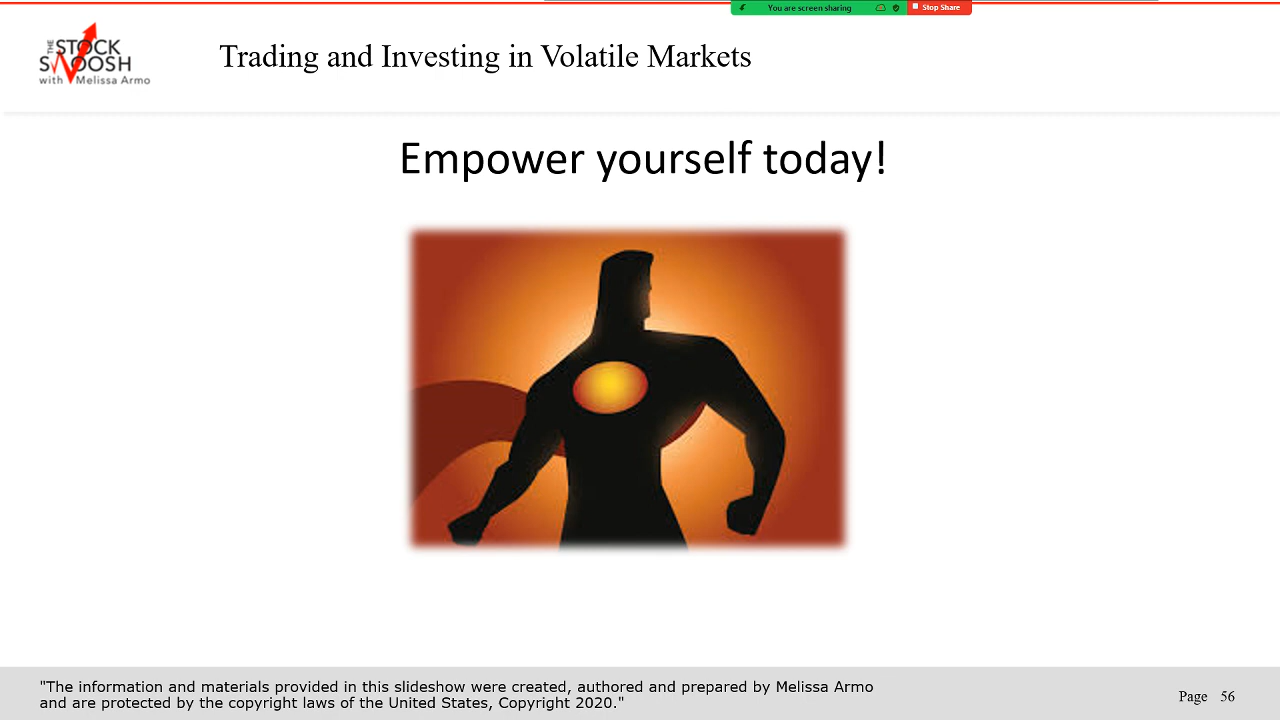 You are screen sharing
Stop Share
THE STOCK
SWOOSH
with Melissa Armo
Trading and Investing in Volatile Markets
Empower yourself today!
"The information and materials provided in this slideshow were created, authored and prepared by Melissa Armo
and are protected by the copyright laws of the United States, Copyright 2020."
Page 56